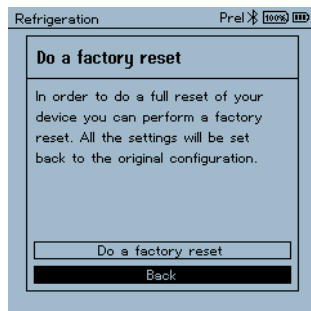 Refrigeration Prel 100%
Do a factory reset
In order to do a full reset of your
device you can perform a factory
reset. All the settings will be set
back to the original configuration.
Do a factory reset
Back